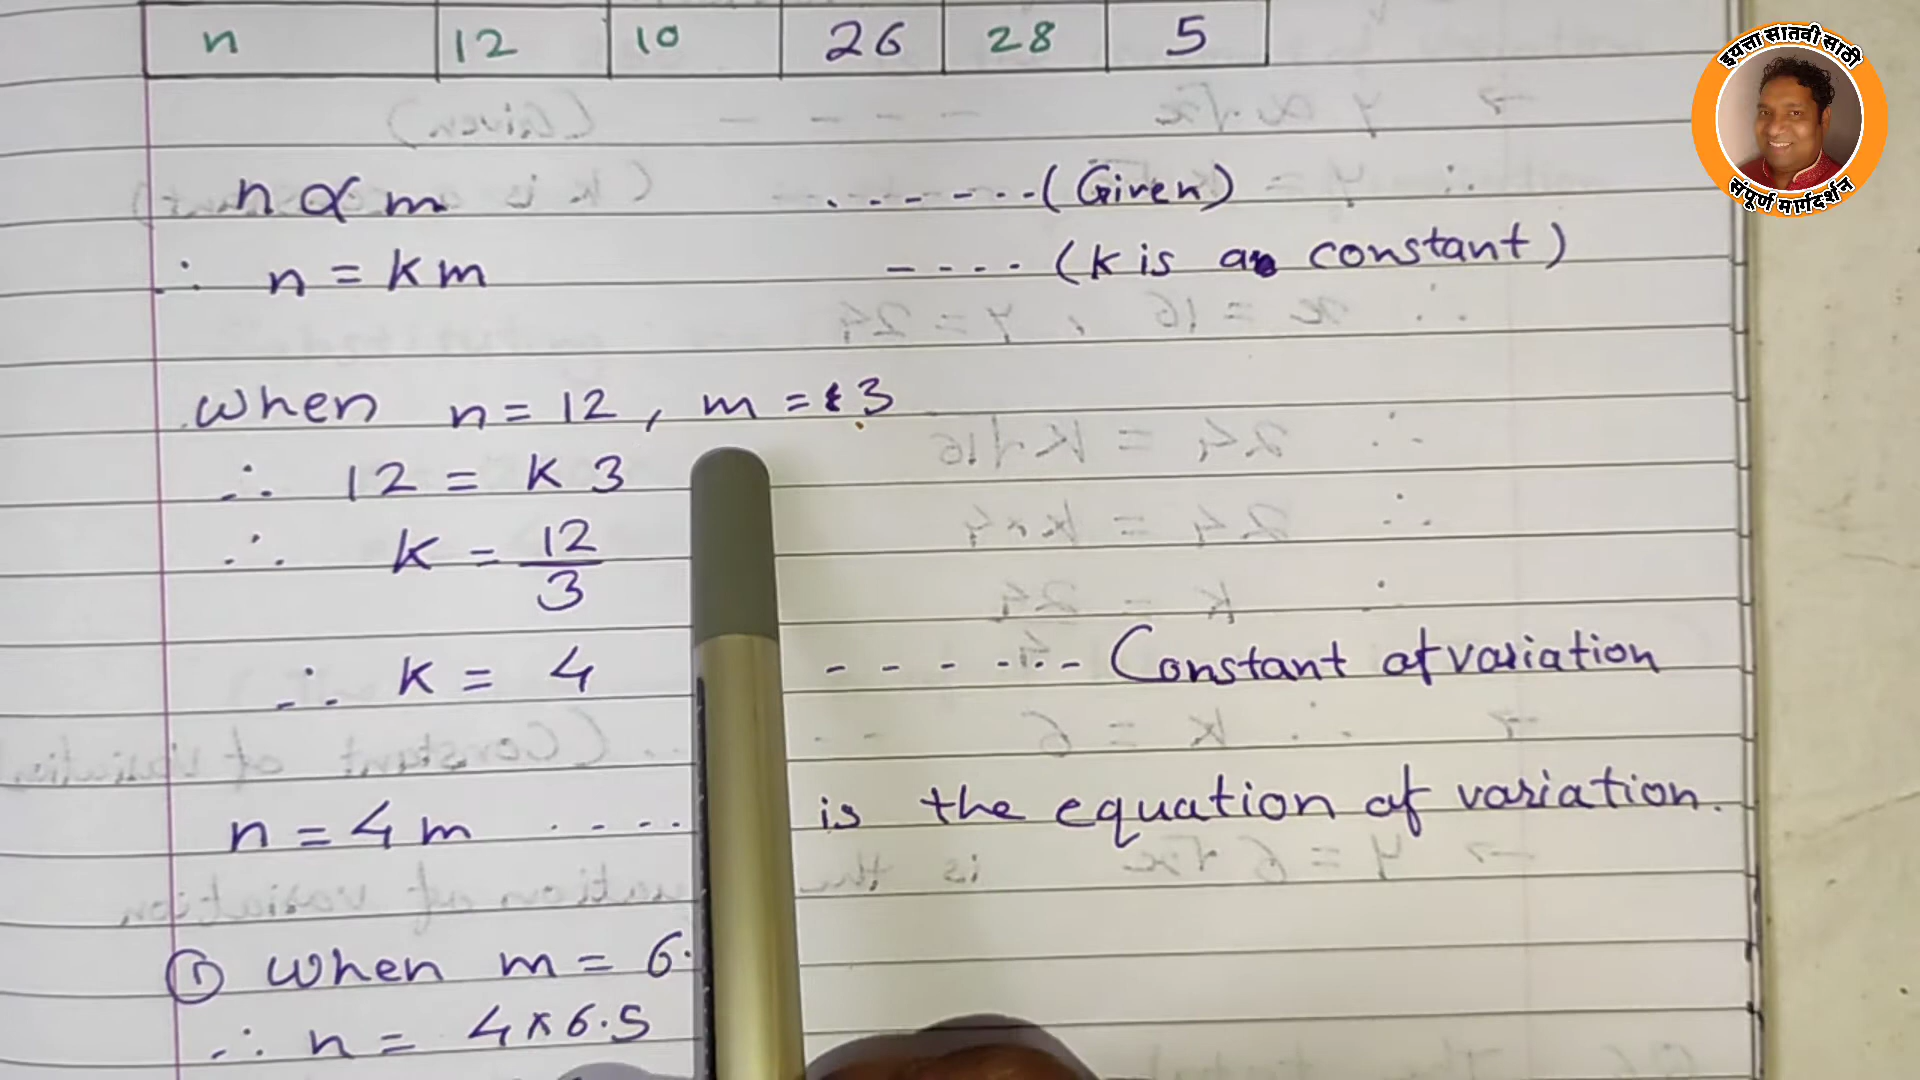 n 12 10 26 28 5
n ∝ m ------(Given)
∴ n = km ----(k is a constant)
when n = 12, m = 3
∴ 12 = k 3
∴ k = 12/3
∴ k = 4 ------ Constant of variation
n = 4m .... is the equation of variation.
① when m = 6.
∴ n = 4 × 6.5
इयत्ता सातवी साठी
संपूर्ण मार्गदर्शन